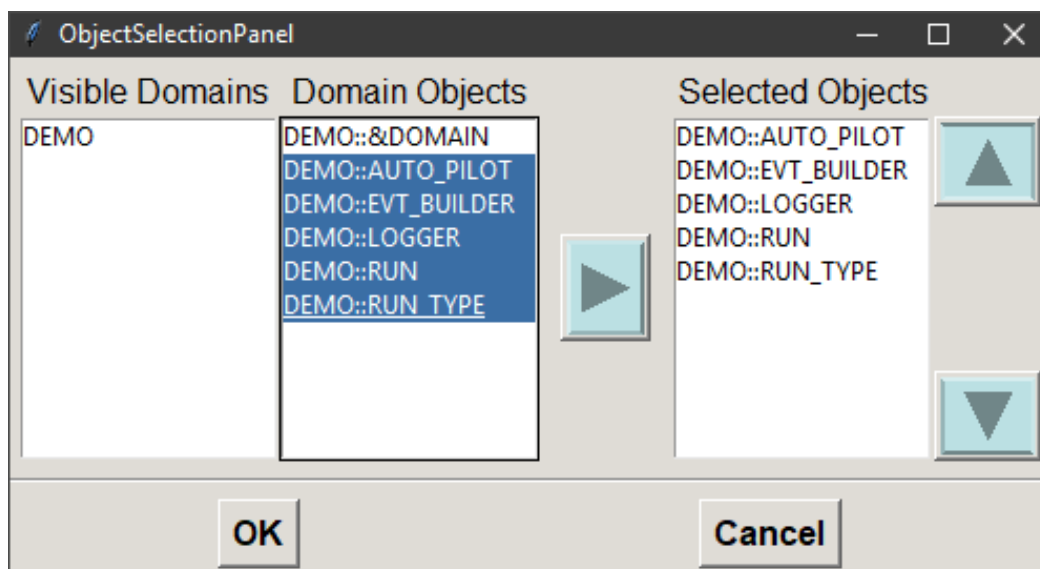 ObjectSelectionPanel
Visible Domains Domain Objects Selected Objects
DEMO
DEMO::&DOMAIN
DEMO::AUTO_PILOT
DEMO::EVT_BUILDER
DEMO::LOGGER
DEMO::RUN
DEMO::RUN_TYPE
DEMO::AUTO_PILOT
DEMO::EVT_BUILDER
DEMO::LOGGER
DEMO::RUN
DEMO::RUN_TYPE
OK Cancel